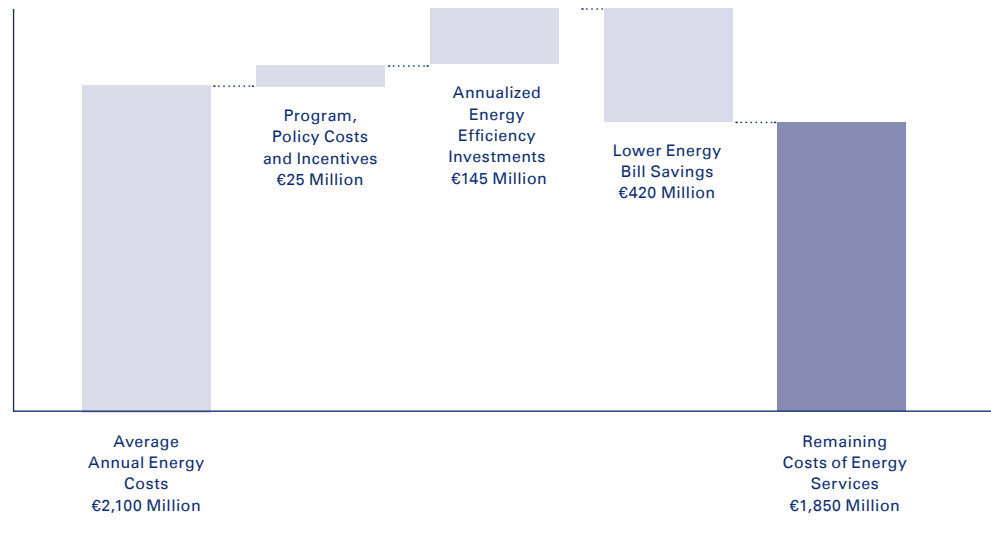 Program,
Policy Costs
and Incentives
€25 Million
Annualized
Energy
Efficiency
Investments
€145 Million
Lower Energy
Bill Savings
€420 Million
Average
Annual Energy
Costs
€2,100 Million
Remaining
Costs of Energy
Services
€1,850 Million